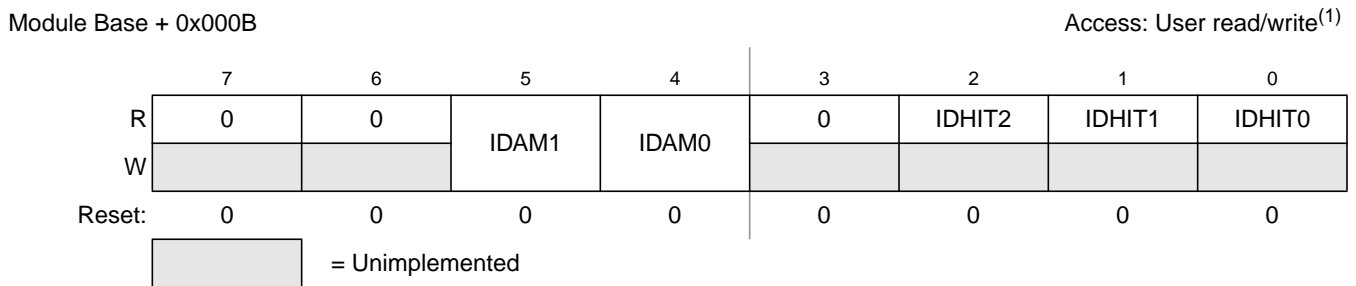 Module Base + 0x000B Access: User read/write(1)
7 6 5 4 3 2 1 0
R 0 0 IDAM1 IDAM0 0 IDHIT2 IDHIT1 IDHIT0
W
Reset: 0 0 0 0 0 0 0 0
= Unimplemented